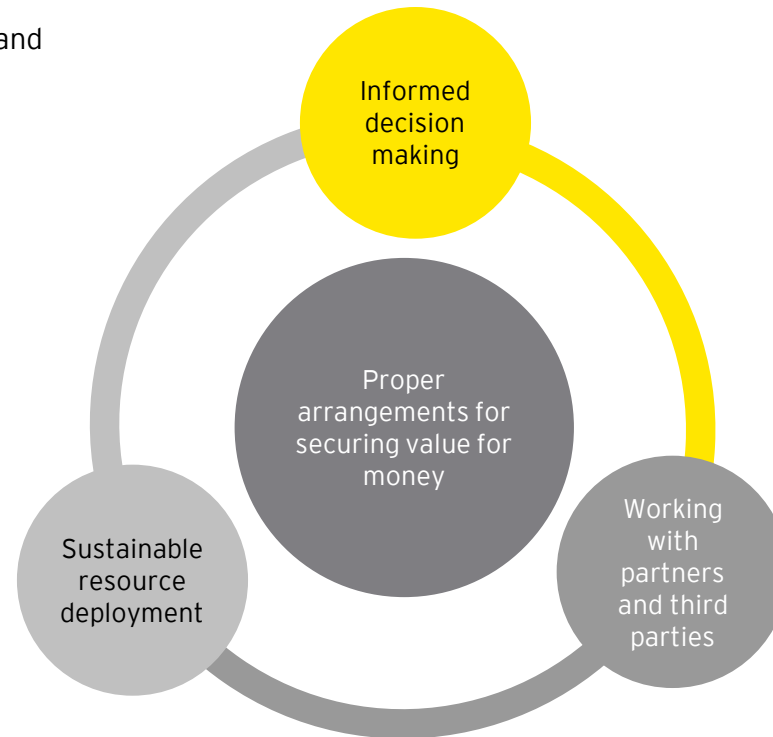 and
Informed
decision
making
Proper
arrangements for
securing value for
money
Sustainable
resource
deployment
Working
with
partners
and third
parties